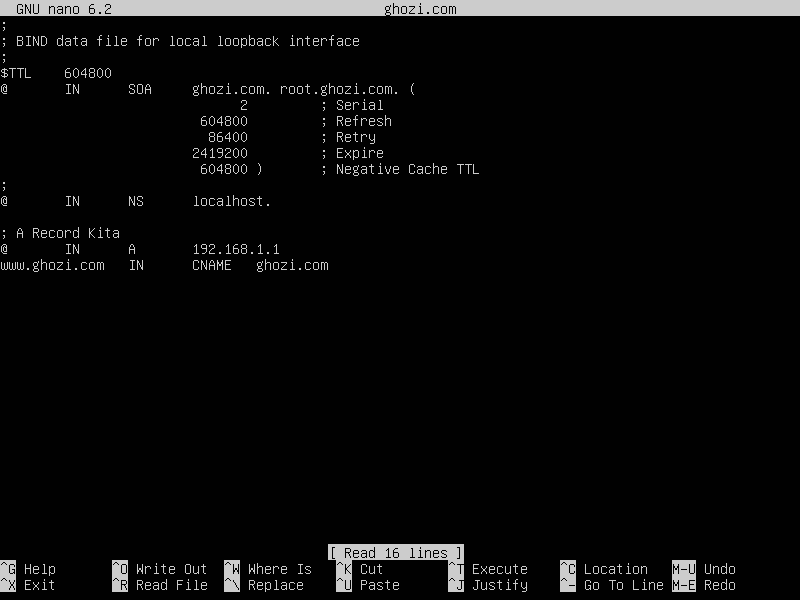 GNU nano 6.2 ghozi.com
;
; BIND data file for local loopback interface
;
$TTL 604800
@ IN SOA ghozi.com. root.ghozi.com. (
2 ; Serial
604800 ; Refresh
86400 ; Retry
2419200 ; Expire
604800 ) ; Negative Cache TTL
;
@ IN NS localhost.
; A Record Kita
@ IN A 192.168.1.1
www.ghozi.com IN CNAME ghozi.com
[ Read 16 lines ]
^G Help ^O Write Out ^W Where Is ^K Cut ^T Execute ^C Location M-U Undo
^X Exit ^R Read File ^\ Replace ^U Paste ^J Justify ^- Go To Line M-E Redo